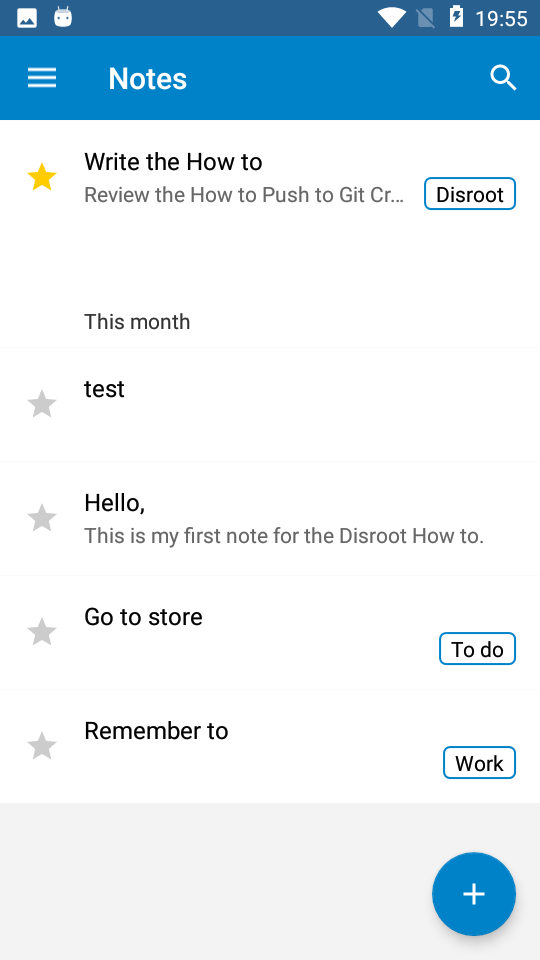 19:55
Notes
Write the How to
Review the How to Push to Git Cr...
Disroot
This month
test
Hello,
This is my first note for the Disroot How to.
Go to store
To do
Remember to
Work